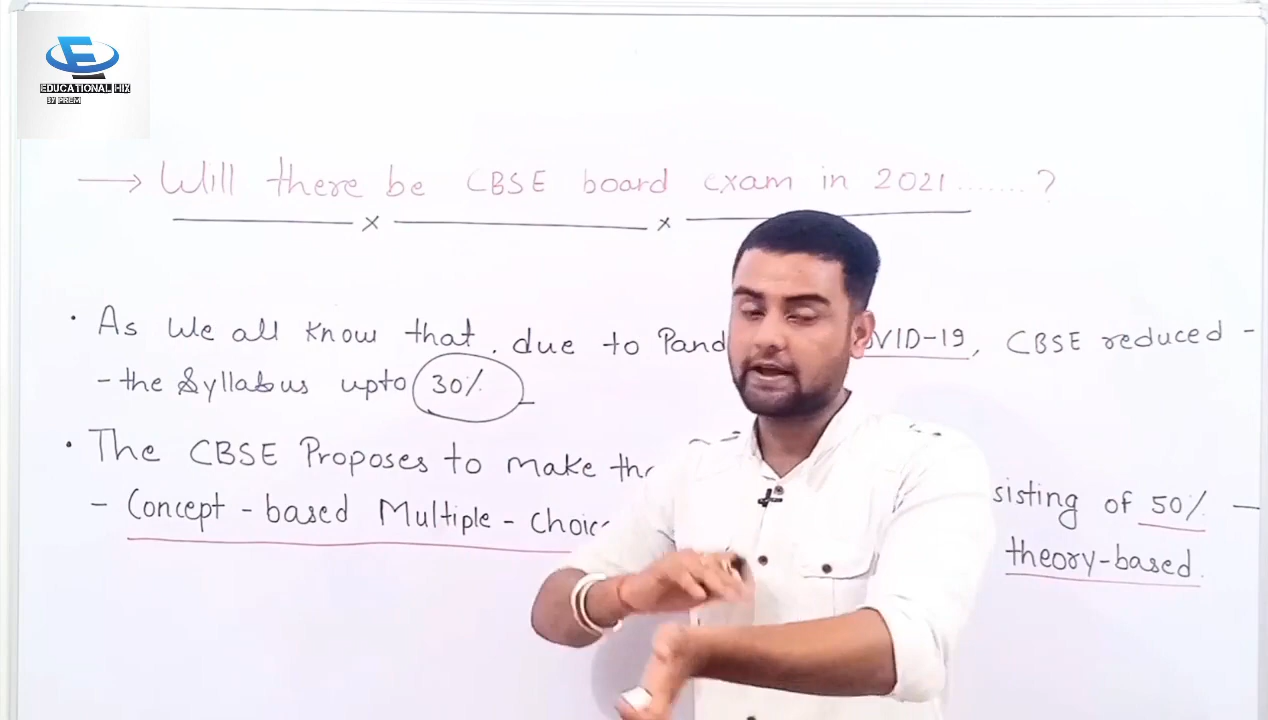 EDUCATIONAL HIX
BY PREM
→ Will there be CBSE board exam in 2021.......?
• As We all know that, due to Pand VID-19, CBSE reduced -
- the Syllabus upto 30%
• The CBSE Proposes to make the sisting of 50% -
- Concept - based Multiple - Choic theory-based.